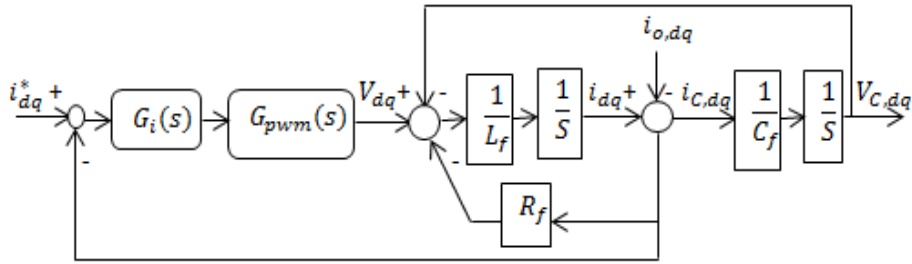 i*dq + Gi(s) Gpwm(s) Vdq + - - 1/Lf 1/S idq + io,dq - iC,dq 1/Cf 1/S VC,dq
- - Rf